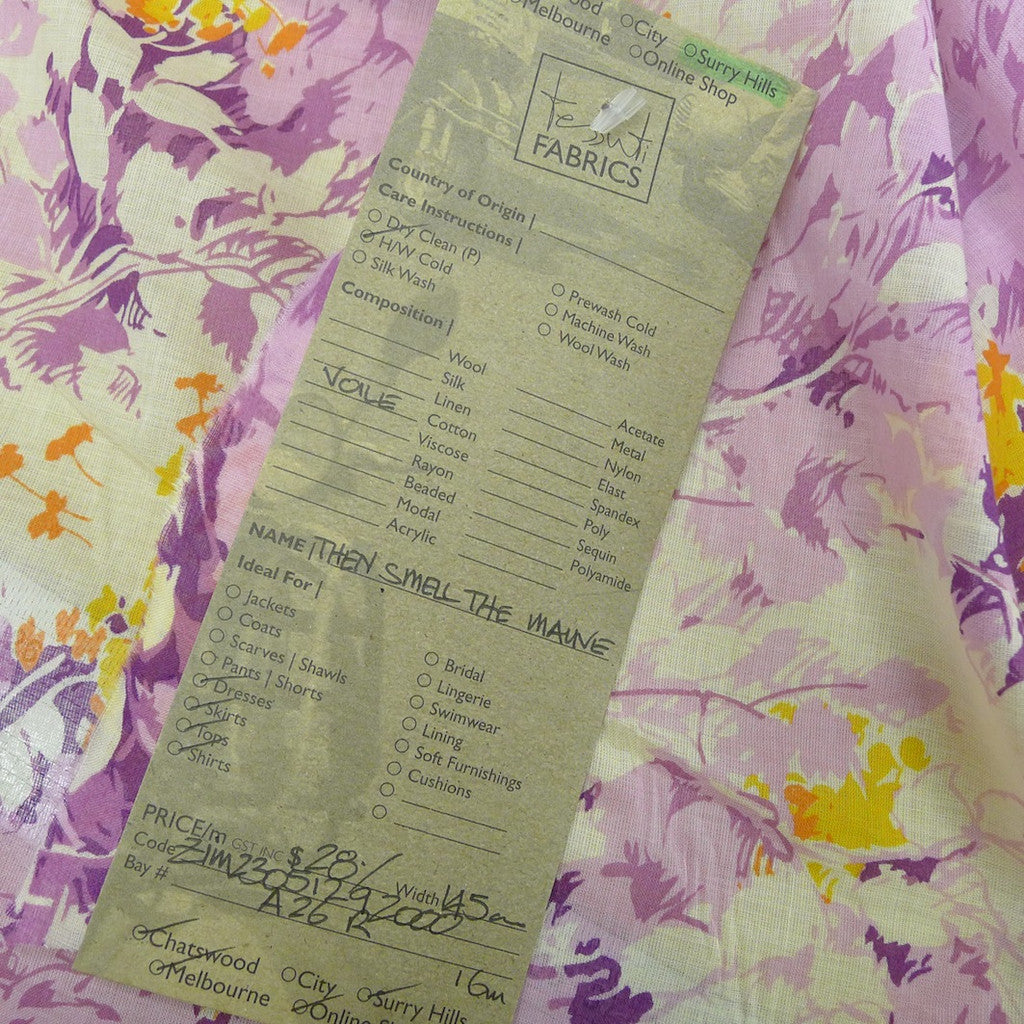 ood ○City ○Surry Hills
Melbourne ○Online Shop
Tessuti
FABRICS
Country of Origin |
Care Instructions |
○ Dry Clean (P)
○ H/W Cold
○ Silk Wash
○ Prewash Cold
○ Machine Wash
○ Wool Wash
Composition |
Wool
Silk
Linen
VOILE Cotton
Viscose
Rayon
Beaded
Modal
Acrylic
Acetate
Metal
Nylon
Elast
Spandex
Poly
Sequin
Polyamide
NAME | THEN SMELL THE MAUVE
Ideal For |
○ Jackets
○ Coats
○ Scarves | Shawls
○ Pants | Shorts
○ Dresses
○ Skirts
○ Tops
○ Shirts
○ Bridal
○ Lingerie
○ Swimwear
○ Lining
○ Soft Furnishings
○ Cushions
○
○
PRICE/m GST INC $28./
Code Width 145cm
Bay # A26 R
16m
○Chatswood ○City ○Surry Hills
○Melbourne ○Online